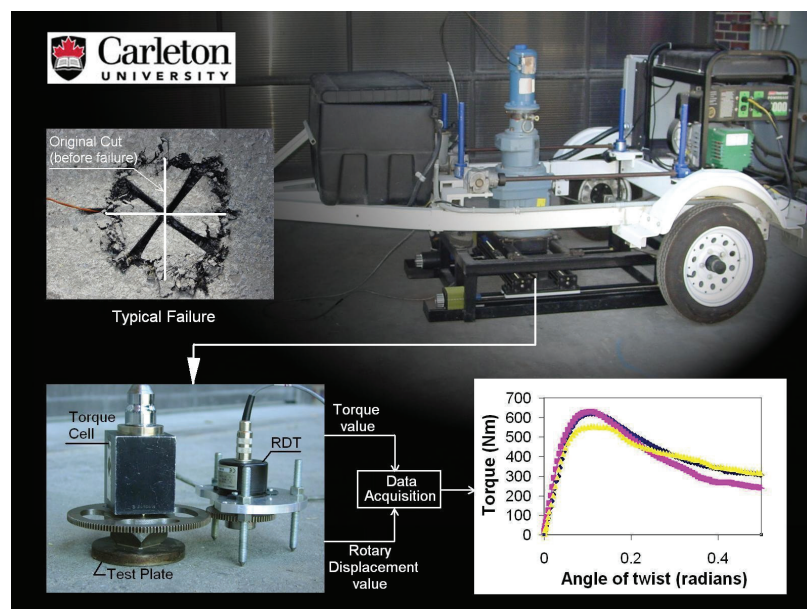 Carleton
UNIVERSITY
Original Cut
(before failure)
Typical Failure
Torque
Cell
RDT
Test Plate
Torque
value
Rotary
Displacement
value
Data
Acquisition
Torque (Nm)
700
600
500
400
300
200
100
0
0
0.2
0.4
Angle of twist (radians)